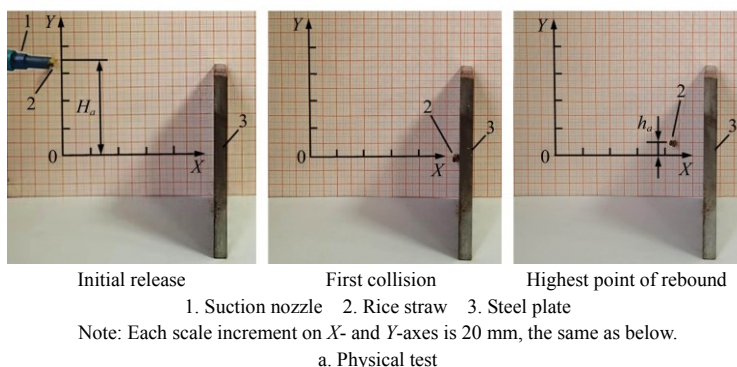 1
Y
2
H_a
3
0
X
Y
2
3
0
X
Y
2
h_a
3
0
X
Initial release
First collision
Highest point of rebound
1. Suction nozzle 2. Rice straw 3. Steel plate
Note: Each scale increment on X- and Y-axes is 20 mm, the same as below.
a. Physical test